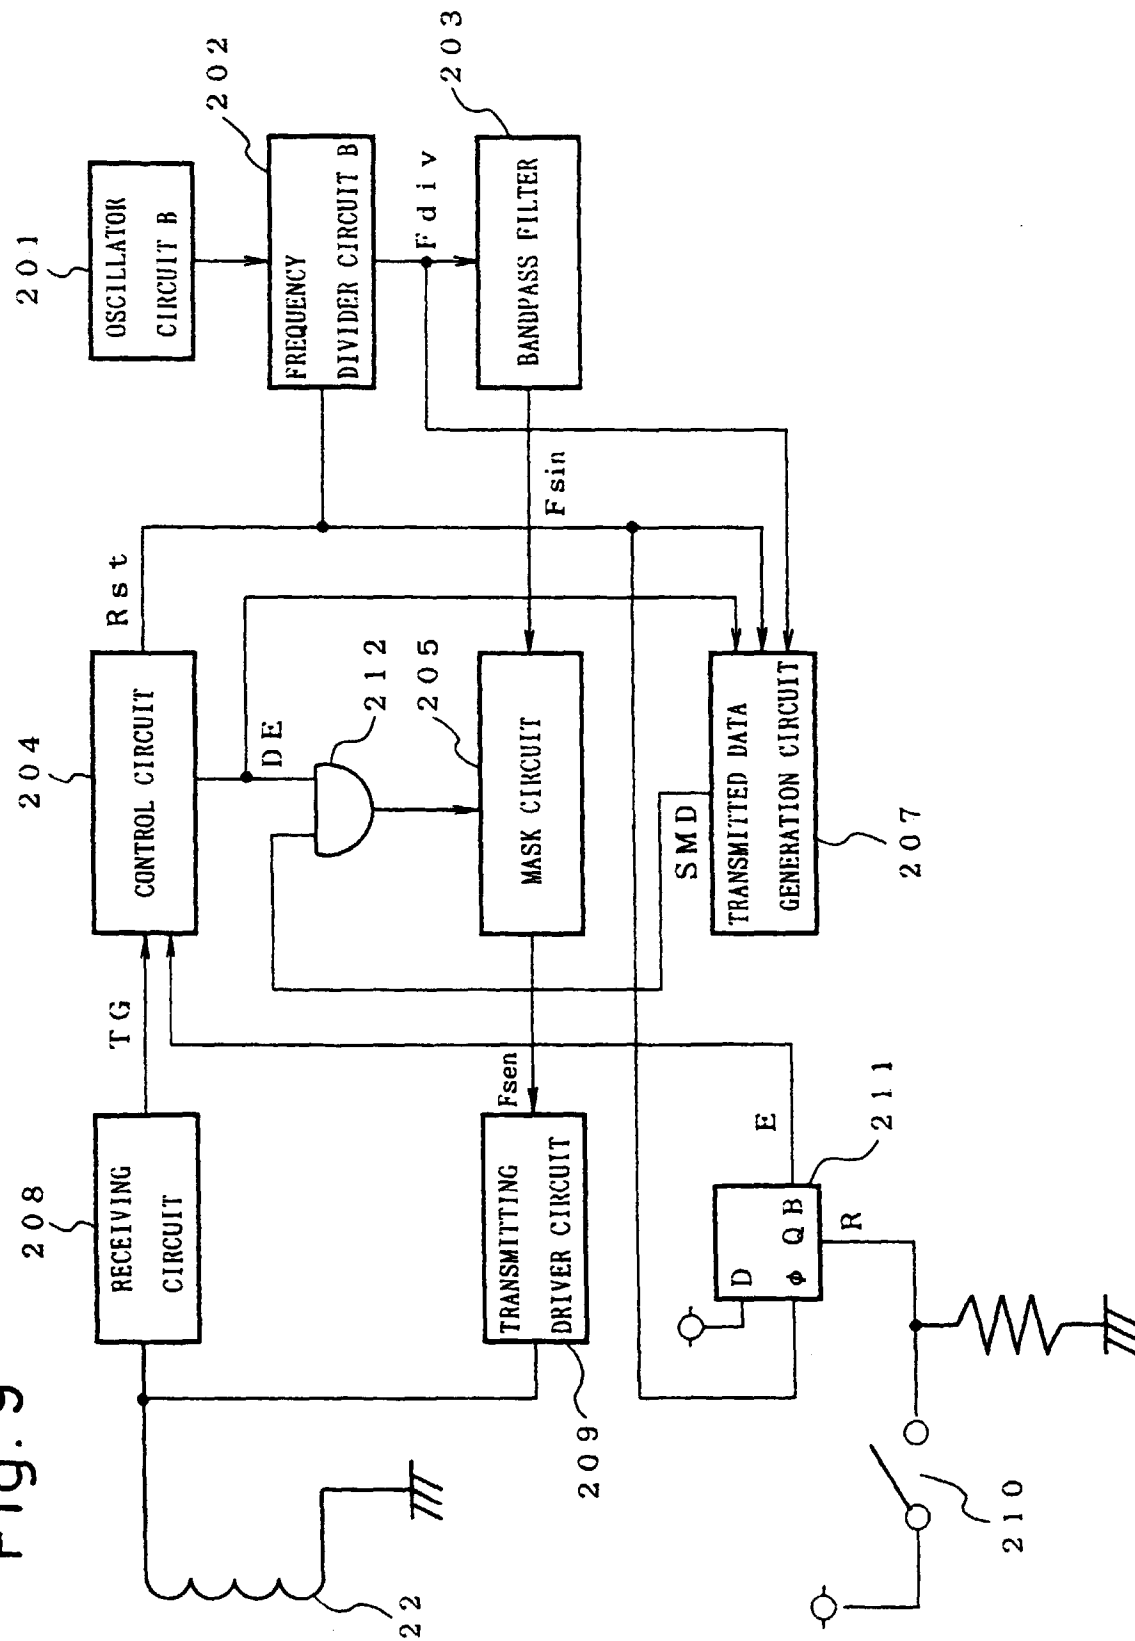 Fig. 9
201
OSCILLATOR
CIRCUIT B
202
FREQUENCY
DIVIDER CIRCUIT B
Fdiv
203
BANDPASS FILTER
204
CONTROL CIRCUIT
Rst
DE
212
205
MASK CIRCUIT
Fsin
SMD
TRANSMITTED DATA
GENERATION CIRCUIT
207
208
RECEIVING
CIRCUIT
TG
Fsen
TRANSMITTING
DRIVER CIRCUIT
209
22
D
φ QB
E
R
211
210